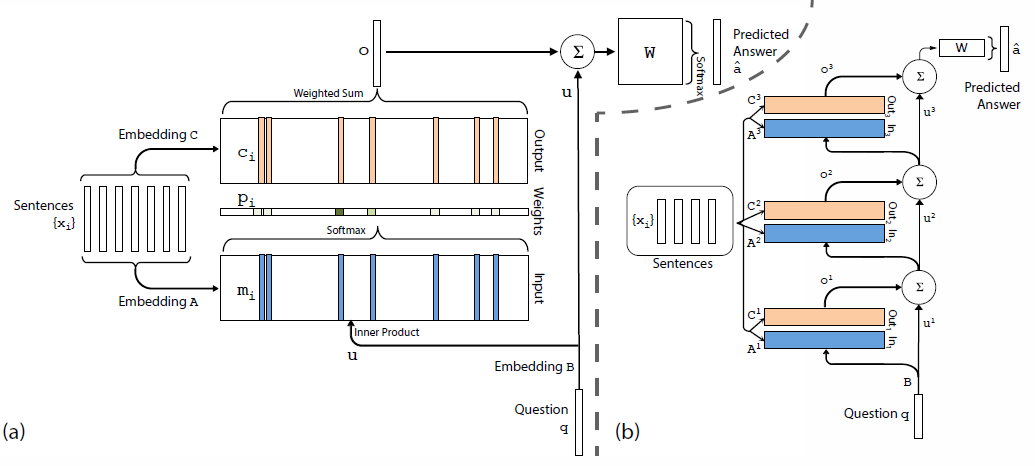 o
Σ
W
Softmax
Predicted
Answer
â
u
Weighted Sum
Embedding C
c_i
Output
Sentences
{x_i}
p_i
Weights
Softmax
Embedding A
m_i
Input
Inner Product
u
Embedding B
Question
q
(a)
W
â
Predicted
Answer
Σ
o³
u³
C³
A³
Out₃ In₃
Σ
o²
u²
C²
A²
Out₂ In₂
{x_i}
Sentences
Σ
o¹
u¹
C¹
A¹
Out₁ In₁
B
Question q
(b)